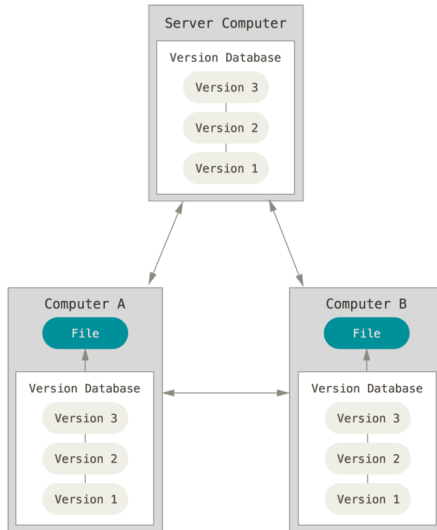 Server Computer
Version Database
Version 3
Version 2
Version 1
Computer A
File
Version Database
Version 3
Version 2
Version 1
Computer B
File
Version Database
Version 3
Version 2
Version 1